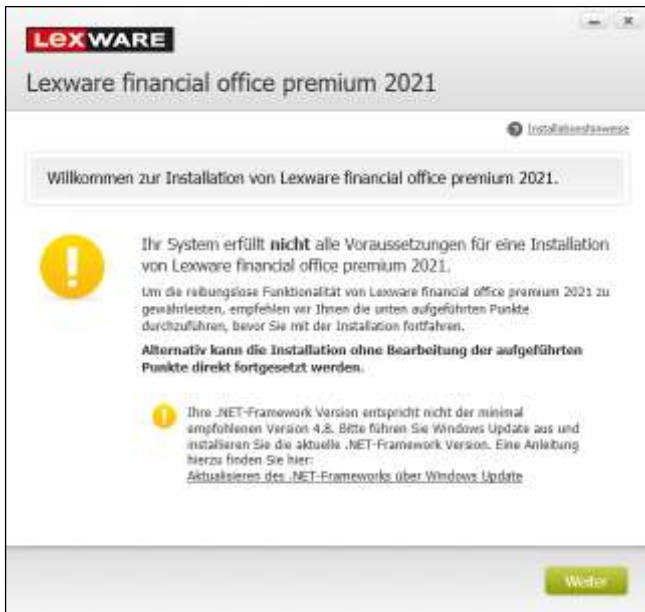 LEXWARE
Lexware financial office premium 2021
Installationshinweise
Willkommen zur Installation von Lexware financial office premium 2021.
Ihr System erfüllt nicht alle Voraussetzungen für eine Installation
von Lexware financial office premium 2021.
Um die reibungslose Funktionalität von Lexware financial office premium 2021 zu
gewährleisten, empfehlen wir Ihnen die unten aufgeführten Punkte
durchzuführen, bevor Sie mit der Installation fortfahren.
Alternativ kann die Installation ohne Bearbeitung der aufgeführten
Punkte direkt fortgesetzt werden.
Ihre .NET-Framework Version entspricht nicht der minimal
empfohlenen Version 4.8. Bitte führen Sie Windows Update aus und
installieren Sie die aktuelle .NET-Framework Version. Eine Anleitung
hierzu finden Sie hier:
Aktualisieren des .NET-Frameworks über Windows Update
Weiter